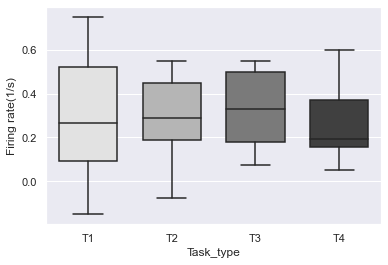 Firing rate(1/s)
0.6
0.4
0.2
0.0
T1 T2 T3 T4
Task_type